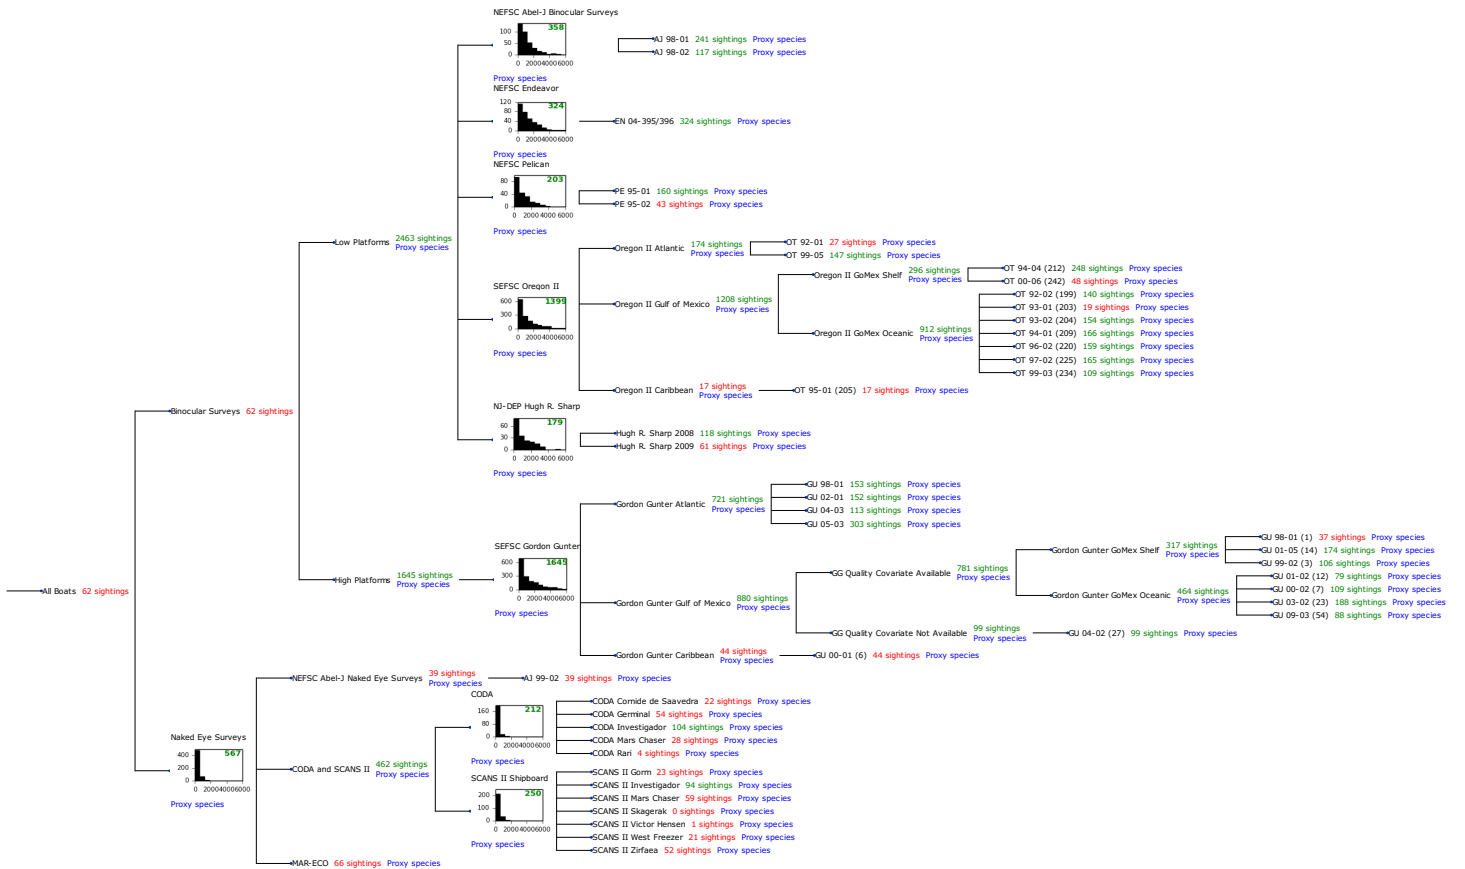 NEFSC Abel-J Binocular Surveys
358
100
50
0
0 2000 4000 6000
Proxy species
AJ 98-01 241 sightings Proxy species
AJ 98-02 117 sightings Proxy species
NEFSC Endeavor
324
120
80
40
0
0 2000 4000 6000
Proxy species
EN 04-395/396 324 sightings Proxy species
NEFSC Pelican
203
80
40
0
0 2000 4000 6000
Proxy species
PE 95-01 160 sightings Proxy species
PE 95-02 43 sightings Proxy species
Low Platforms 2463 sightings
Proxy species
SEFSC Oregon II
1399
600
300
0
0 2000 4000 6000
Proxy species
Oregon II Atlantic 174 sightings
Proxy species
OT 92-01 27 sightings Proxy species
OT 99-05 147 sightings Proxy species
Oregon II Gulf of Mexico 1208 sightings
Proxy species
Oregon II GoMex Shelf 296 sightings
Proxy species
OT 94-04 (212) 248 sightings Proxy species
OT 00-06 (242) 48 sightings Proxy species
Oregon II GoMex Oceanic 912 sightings
Proxy species
OT 92-02 (199) 140 sightings Proxy species
OT 93-01 (203) 19 sightings Proxy species
OT 93-02 (204) 154 sightings Proxy species
OT 94-01 (209) 166 sightings Proxy species
OT 96-02 (220) 159 sightings Proxy species
OT 97-02 (225) 165 sightings Proxy species
OT 99-03 (234) 109 sightings Proxy species
Oregon II Caribbean 17 sightings
Proxy species
OT 95-01 (205) 17 sightings Proxy species
NJ-DEP Hugh R. Sharp
179
60
30
0
0 2000 4000 6000
Proxy species
Hugh R. Sharp 2008 118 sightings Proxy species
Hugh R. Sharp 2009 61 sightings Proxy species
Binocular Surveys 62 sightings
High Platforms 1645 sightings
Proxy species
SEFSC Gordon Gunter
1645
600
300
0
0 2000 4000 6000
Proxy species
Gordon Gunter Atlantic 721 sightings
Proxy species
GU 98-01 153 sightings Proxy species
GU 02-01 152 sightings Proxy species
GU 04-03 113 sightings Proxy species
GU 05-03 303 sightings Proxy species
Gordon Gunter Gulf of Mexico 880 sightings
Proxy species
GG Quality Covariate Available 781 sightings
Proxy species
Gordon Gunter GoMex Shelf 317 sightings
Proxy species
GU 98-01 (1) 37 sightings Proxy species
GU 01-05 (14) 174 sightings Proxy species
GU 99-02 (3) 106 sightings Proxy species
Gordon Gunter GoMex Oceanic 464 sightings
Proxy species
GU 01-02 (12) 79 sightings Proxy species
GU 00-02 (7) 109 sightings Proxy species
GU 03-02 (23) 188 sightings Proxy species
GU 09-03 (54) 88 sightings Proxy species
GG Quality Covariate Not Available 99 sightings
Proxy species
GU 04-02 (27) 99 sightings Proxy species
Gordon Gunter Caribbean 44 sightings
Proxy species
GU 00-01 (6) 44 sightings Proxy species
All Boats 62 sightings
NEFSC Abel-J Naked Eye Surveys 39 sightings
Proxy species
AJ 99-02 39 sightings Proxy species
Naked Eye Surveys
567
400
200
0
0 2000 4000 6000
Proxy species
CODA and SCANS II 462 sightings
Proxy species
CODA
212
160
80
0
0 2000 4000 6000
Proxy species
CODA Cornide de Saavedra 22 sightings Proxy species
CODA Germinal 54 sightings Proxy species
CODA Investigador 104 sightings Proxy species
CODA Mars Chaser 28 sightings Proxy species
CODA Rari 4 sightings Proxy species
SCANS II Shipboard
250
200
100
0
0 2000 4000 6000
Proxy species
SCANS II Gorm 23 sightings Proxy species
SCANS II Investigador 94 sightings Proxy species
SCANS II Mars Chaser 59 sightings Proxy species
SCANS II Skagerak 0 sightings Proxy species
SCANS II Victor Hensen 1 sightings Proxy species
SCANS II West Freezer 21 sightings Proxy species
SCANS II Zirfaea 52 sightings Proxy species
MAR-ECO 66 sightings Proxy species